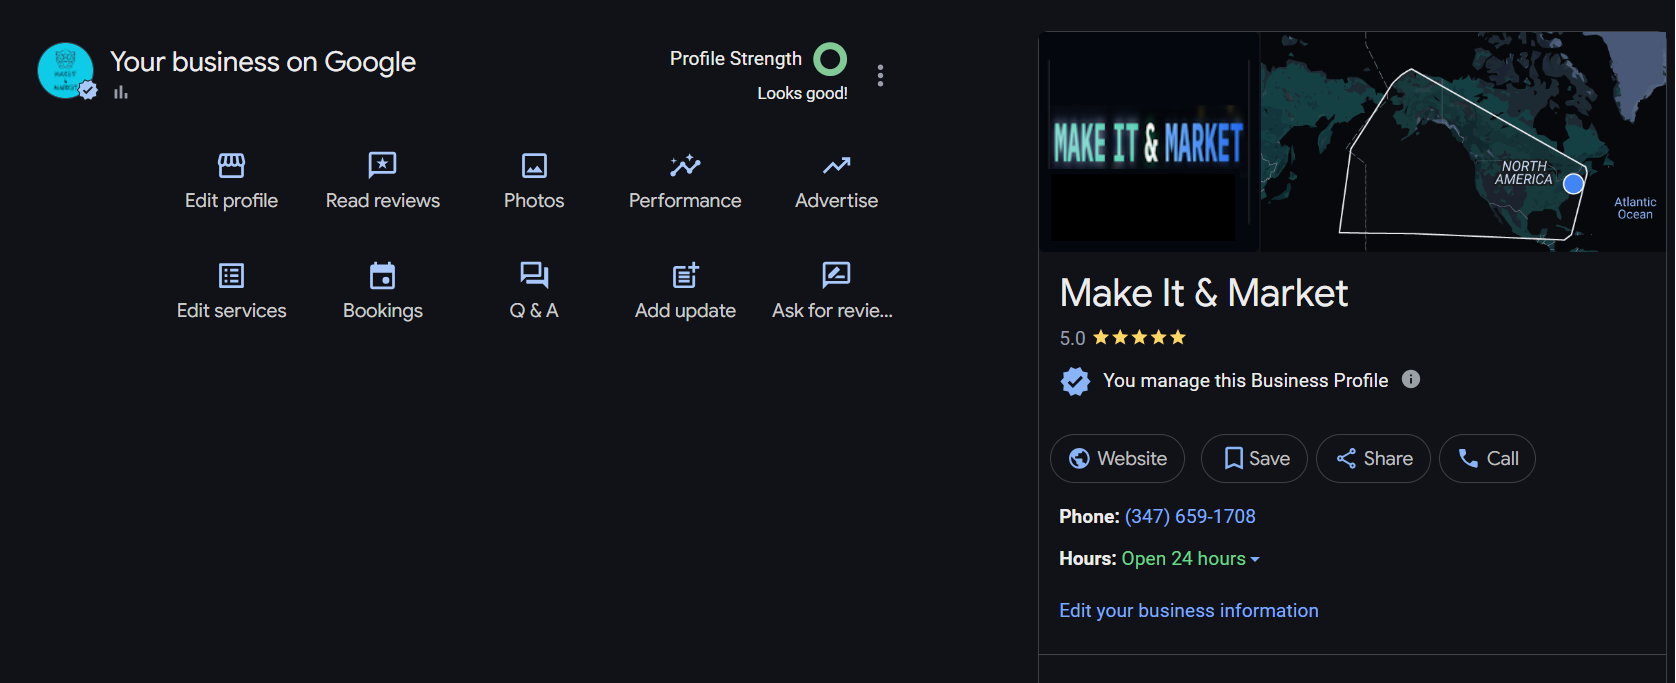 Your business on Google
Profile Strength
Looks good!
Edit profile
Read reviews
Photos
Performance
Advertise
Edit services
Bookings
Q & A
Add update
Ask for revie...
MAKE IT & MARKET
NORTH
AMERICA
Atlantic
Ocean
Make It & Market
5.0
You manage this Business Profile
Website
Save
Share
Call
Phone: (347) 659-1708
Hours: Open 24 hours
Edit your business information